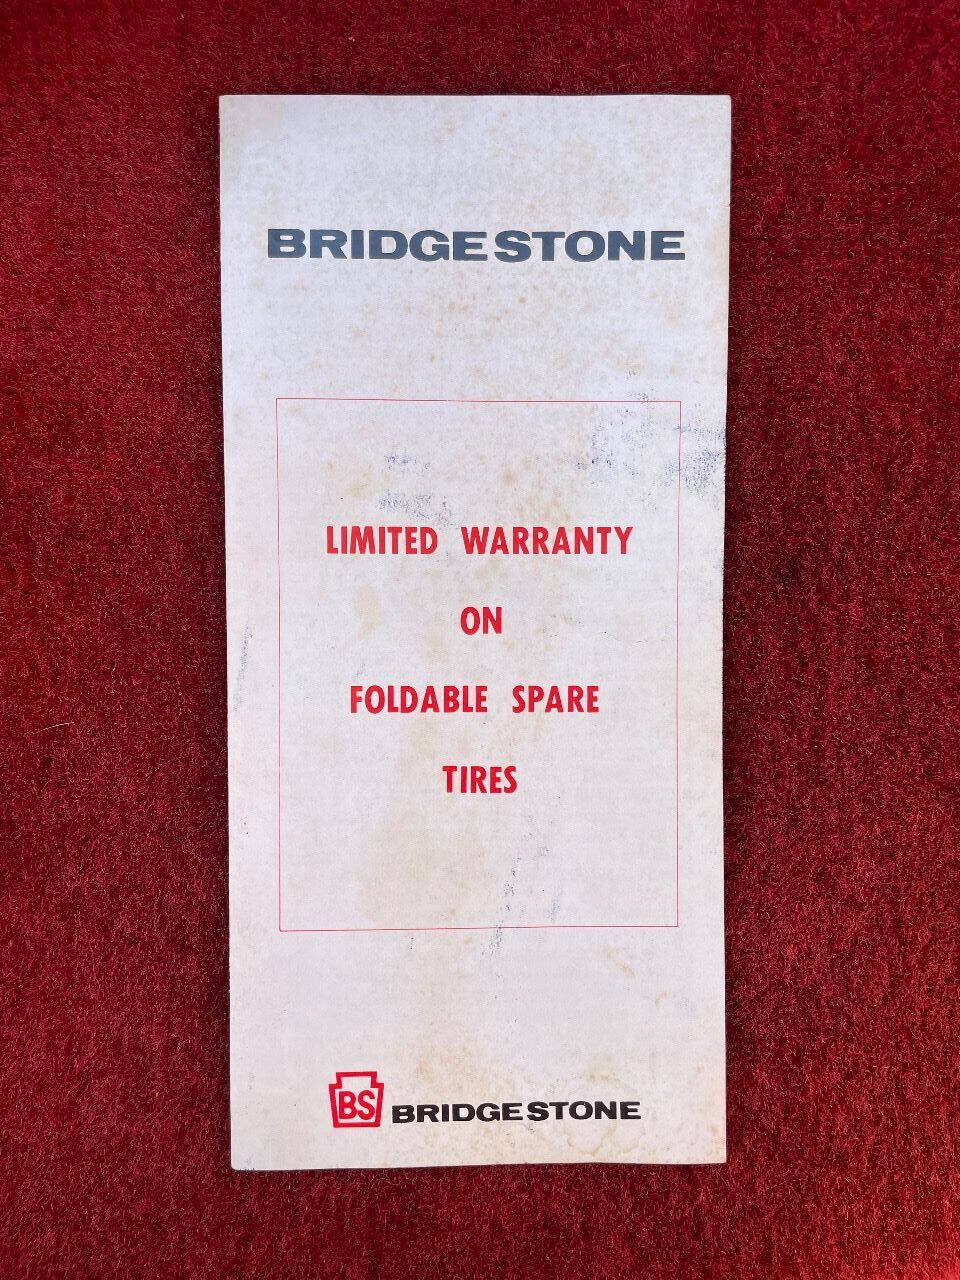 BRIDGESTONE
LIMITED WARRANTY
ON
FOLDABLE SPARE
TIRES
BS BRIDGESTONE